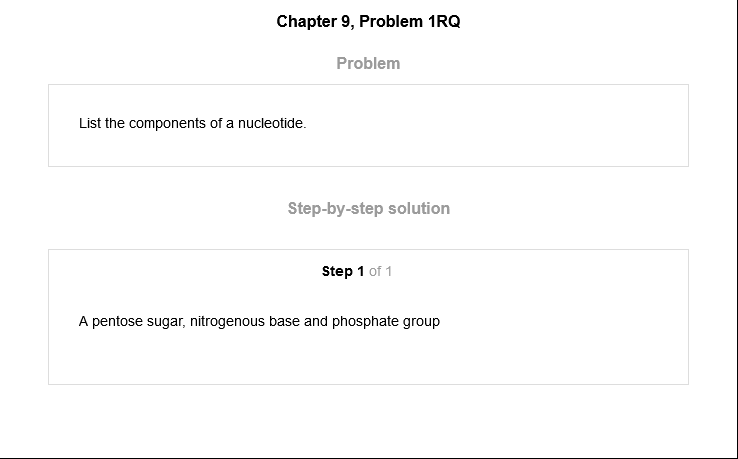 Chapter 9, Problem 1RQ
Problem
List the components of a nucleotide.
Step-by-step solution
Step 1 of 1
A pentose sugar, nitrogenous base and phosphate group